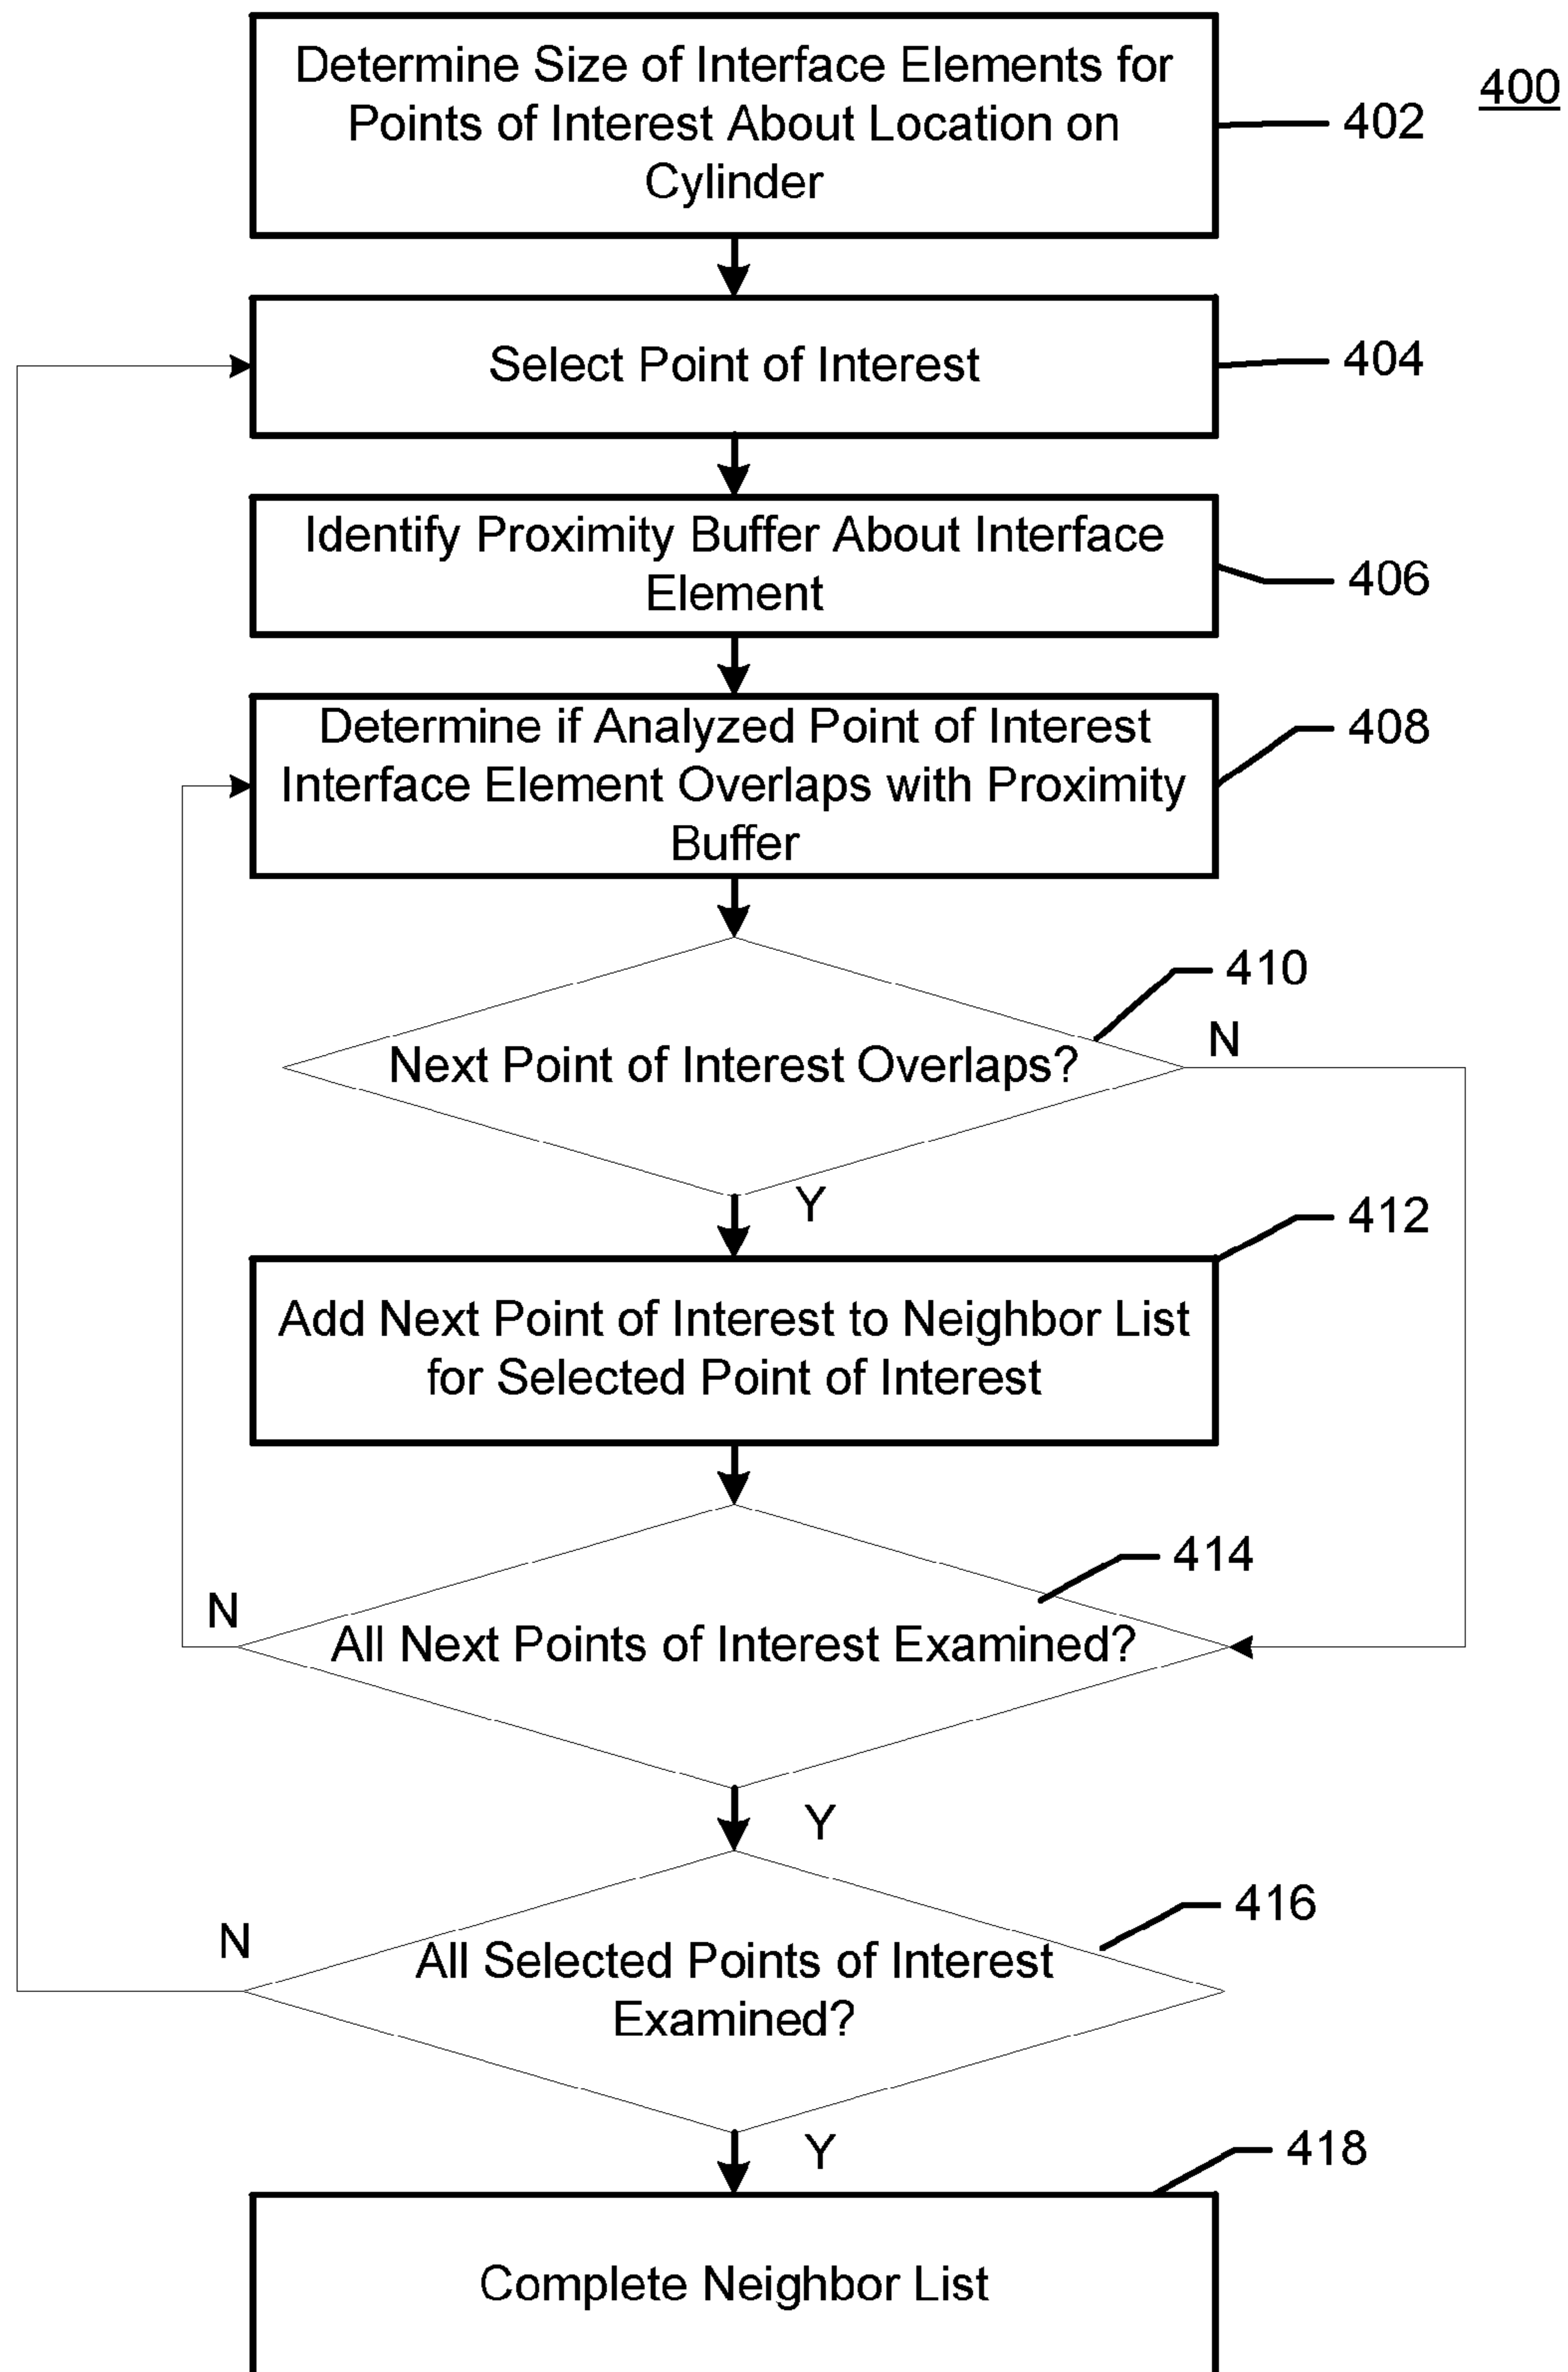 400
Determine Size of Interface Elements for
Points of Interest About Location on
Cylinder
402
Select Point of Interest
404
Identify Proximity Buffer About Interface
Element
406
Determine if Analyzed Point of Interest
Interface Element Overlaps with Proximity
Buffer
408
410
Next Point of Interest Overlaps?
N
Y
412
Add Next Point of Interest to Neighbor List
for Selected Point of Interest
414
All Next Points of Interest Examined?
N
Y
416
All Selected Points of Interest
Examined?
N
Y
418
Complete Neighbor List